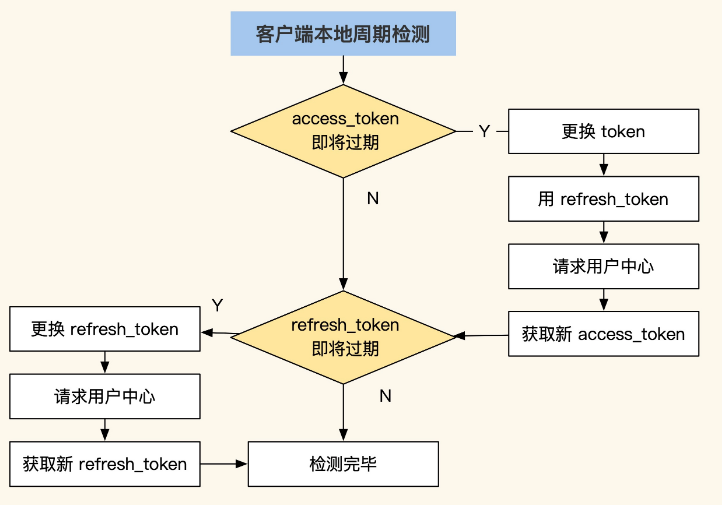 客户端本地周期检测
access_token
即将过期
Y
更换 token
用 refresh_token
请求用户中心
获取新 access_token
N
refresh_token
即将过期
Y
更换 refresh_token
请求用户中心
获取新 refresh_token
N
检测完毕